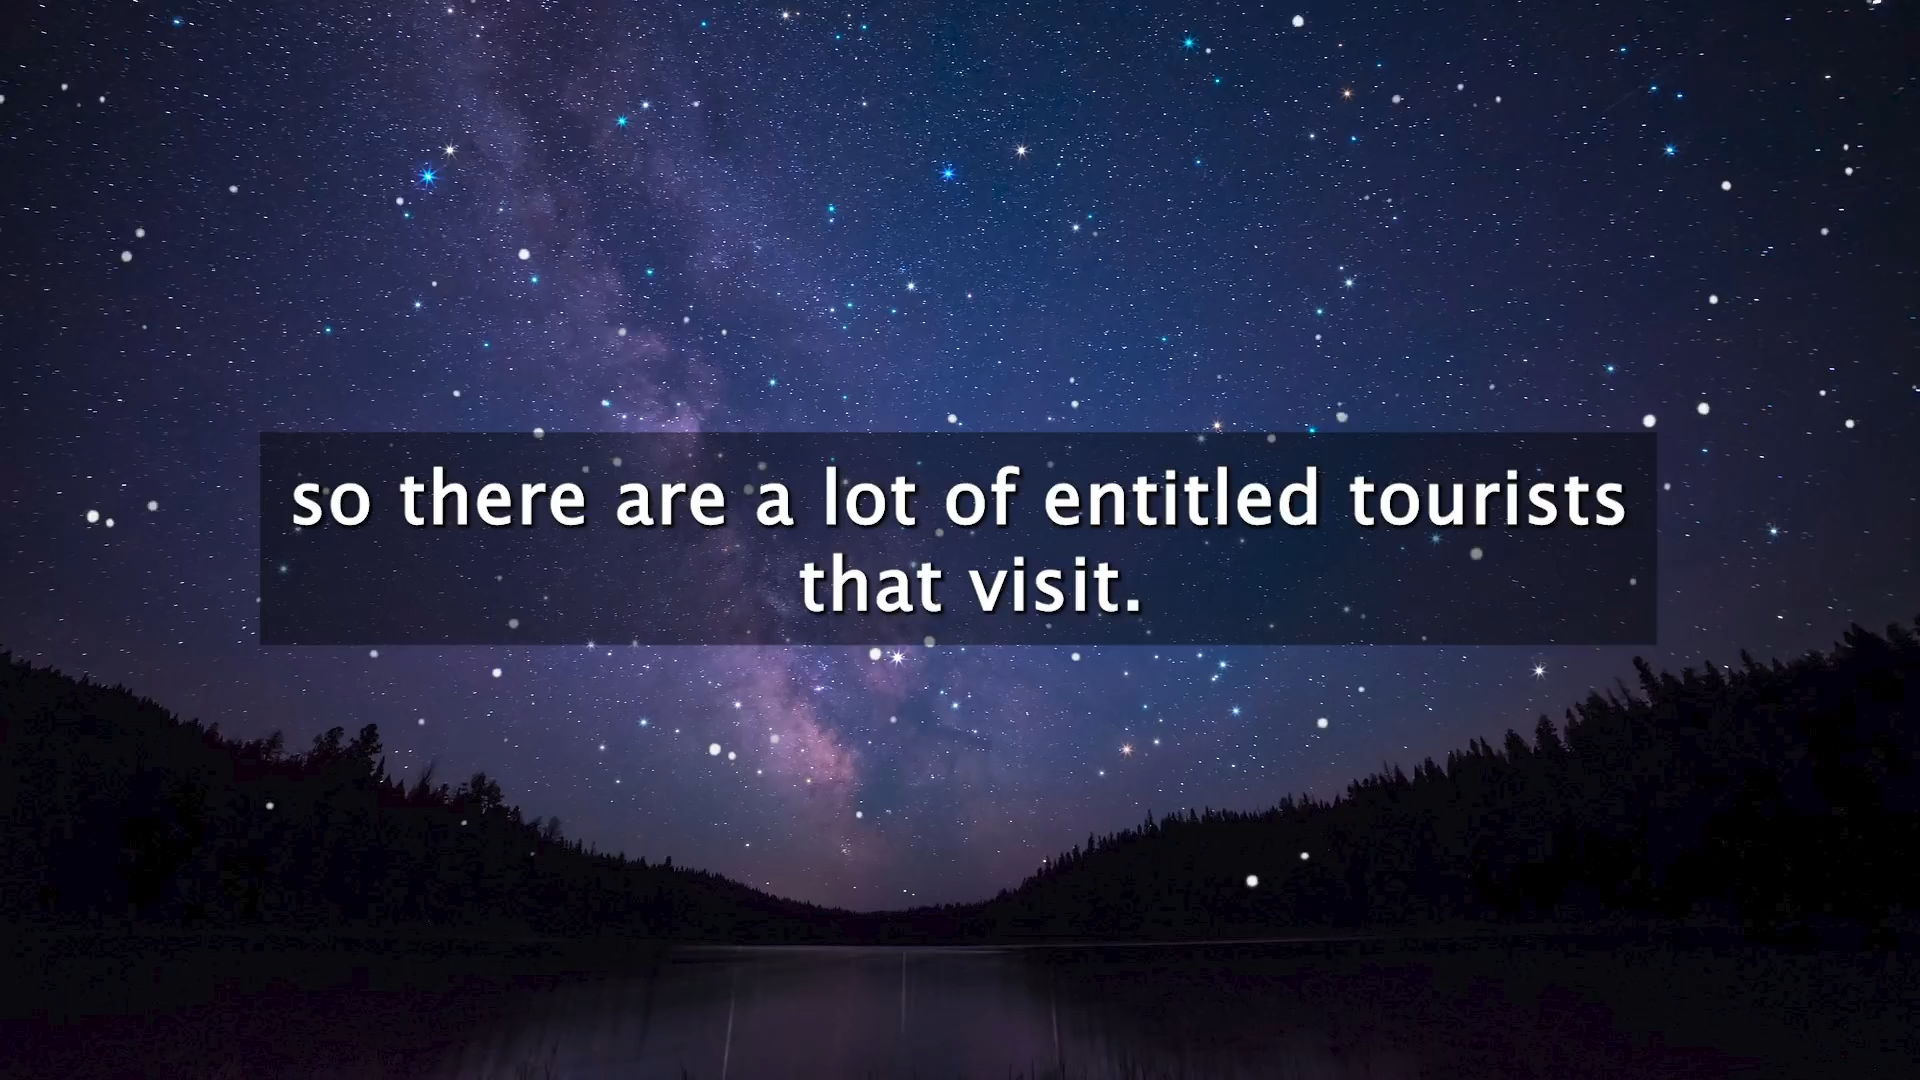 so there are a lot of entitled tourists
that visit.